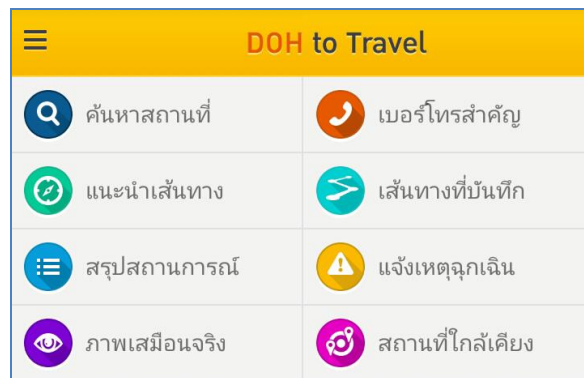 DOH to Travel
ค้นหาสถานที่
เบอร์โทรสำคัญ
แนะนำเส้นทาง
เส้นทางที่บันทึก
สรุปสถานการณ์
แจ้งเหตุฉุกเฉิน
ภาพเสมือนจริง
สถานที่ใกล้เคียง